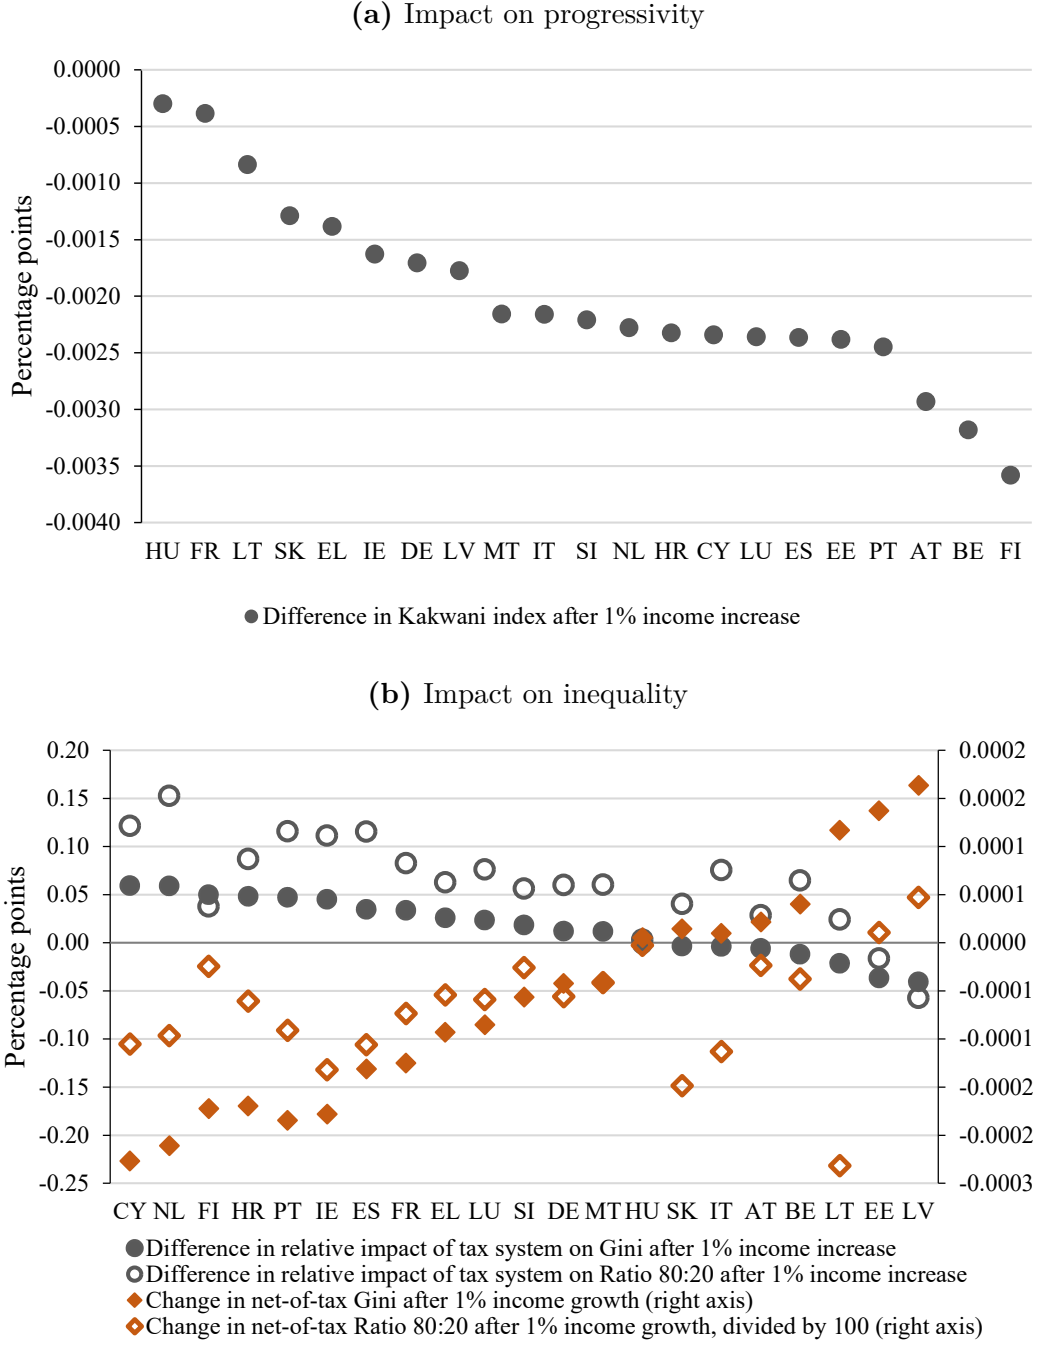 (a) Impact on progressivity
Percentage points
0.0000
-0.0005
-0.0010
-0.0015
-0.0020
-0.0025
-0.0030
-0.0035
-0.0040
HU FR LT SK EL IE DE LV MT IT SI NL HR CY LU ES EE PT AT BE FI
Difference in Kakwani index after 1% income increase
(b) Impact on inequality
Percentage points
0.20 0.0002
0.15 0.0002
0.10 0.0001
0.05 0.0001
0.00 0.0000
-0.05 -0.0001
-0.10 -0.0001
-0.15 -0.0002
-0.20 -0.0002
-0.25 -0.0003
CY NL FI HR PT IE ES FR EL LU SI DE MT HU SK IT AT BE LT EE LV
Difference in relative impact of tax system on Gini after 1% income increase
Difference in relative impact of tax system on Ratio 80:20 after 1% income increase
Change in net-of-tax Gini after 1% income growth (right axis)
Change in net-of-tax Ratio 80:20 after 1% income growth, divided by 100 (right axis)